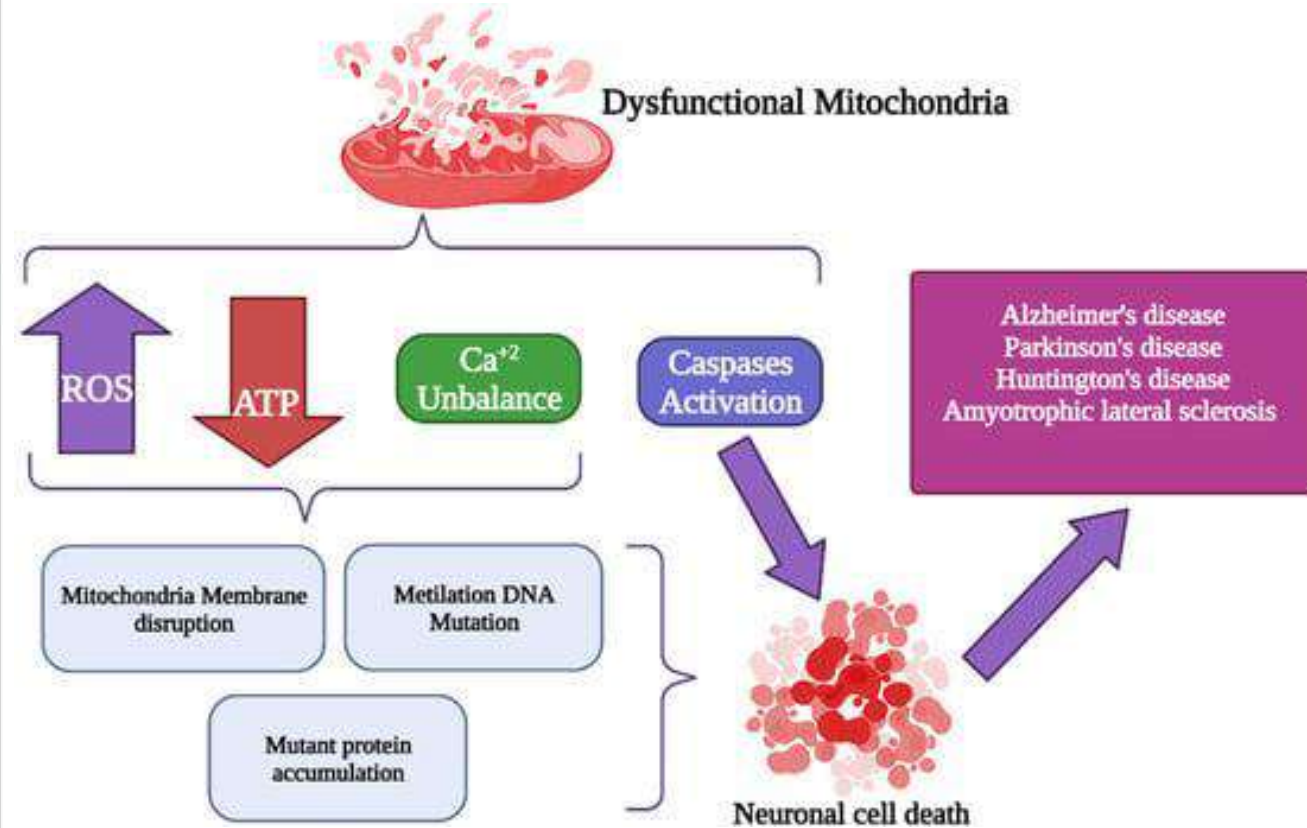 Dysfunctional Mitochondria
ROS
ATP
Ca⁺²
Unbalance
Caspases
Activation
Alzheimer's disease
Parkinson's disease
Huntington's disease
Amyotrophic lateral sclerosis
Mitochondria Membrane
disruption
Metilation DNA
Mutation
Mutant protein
accumulation
Neuronal cell death